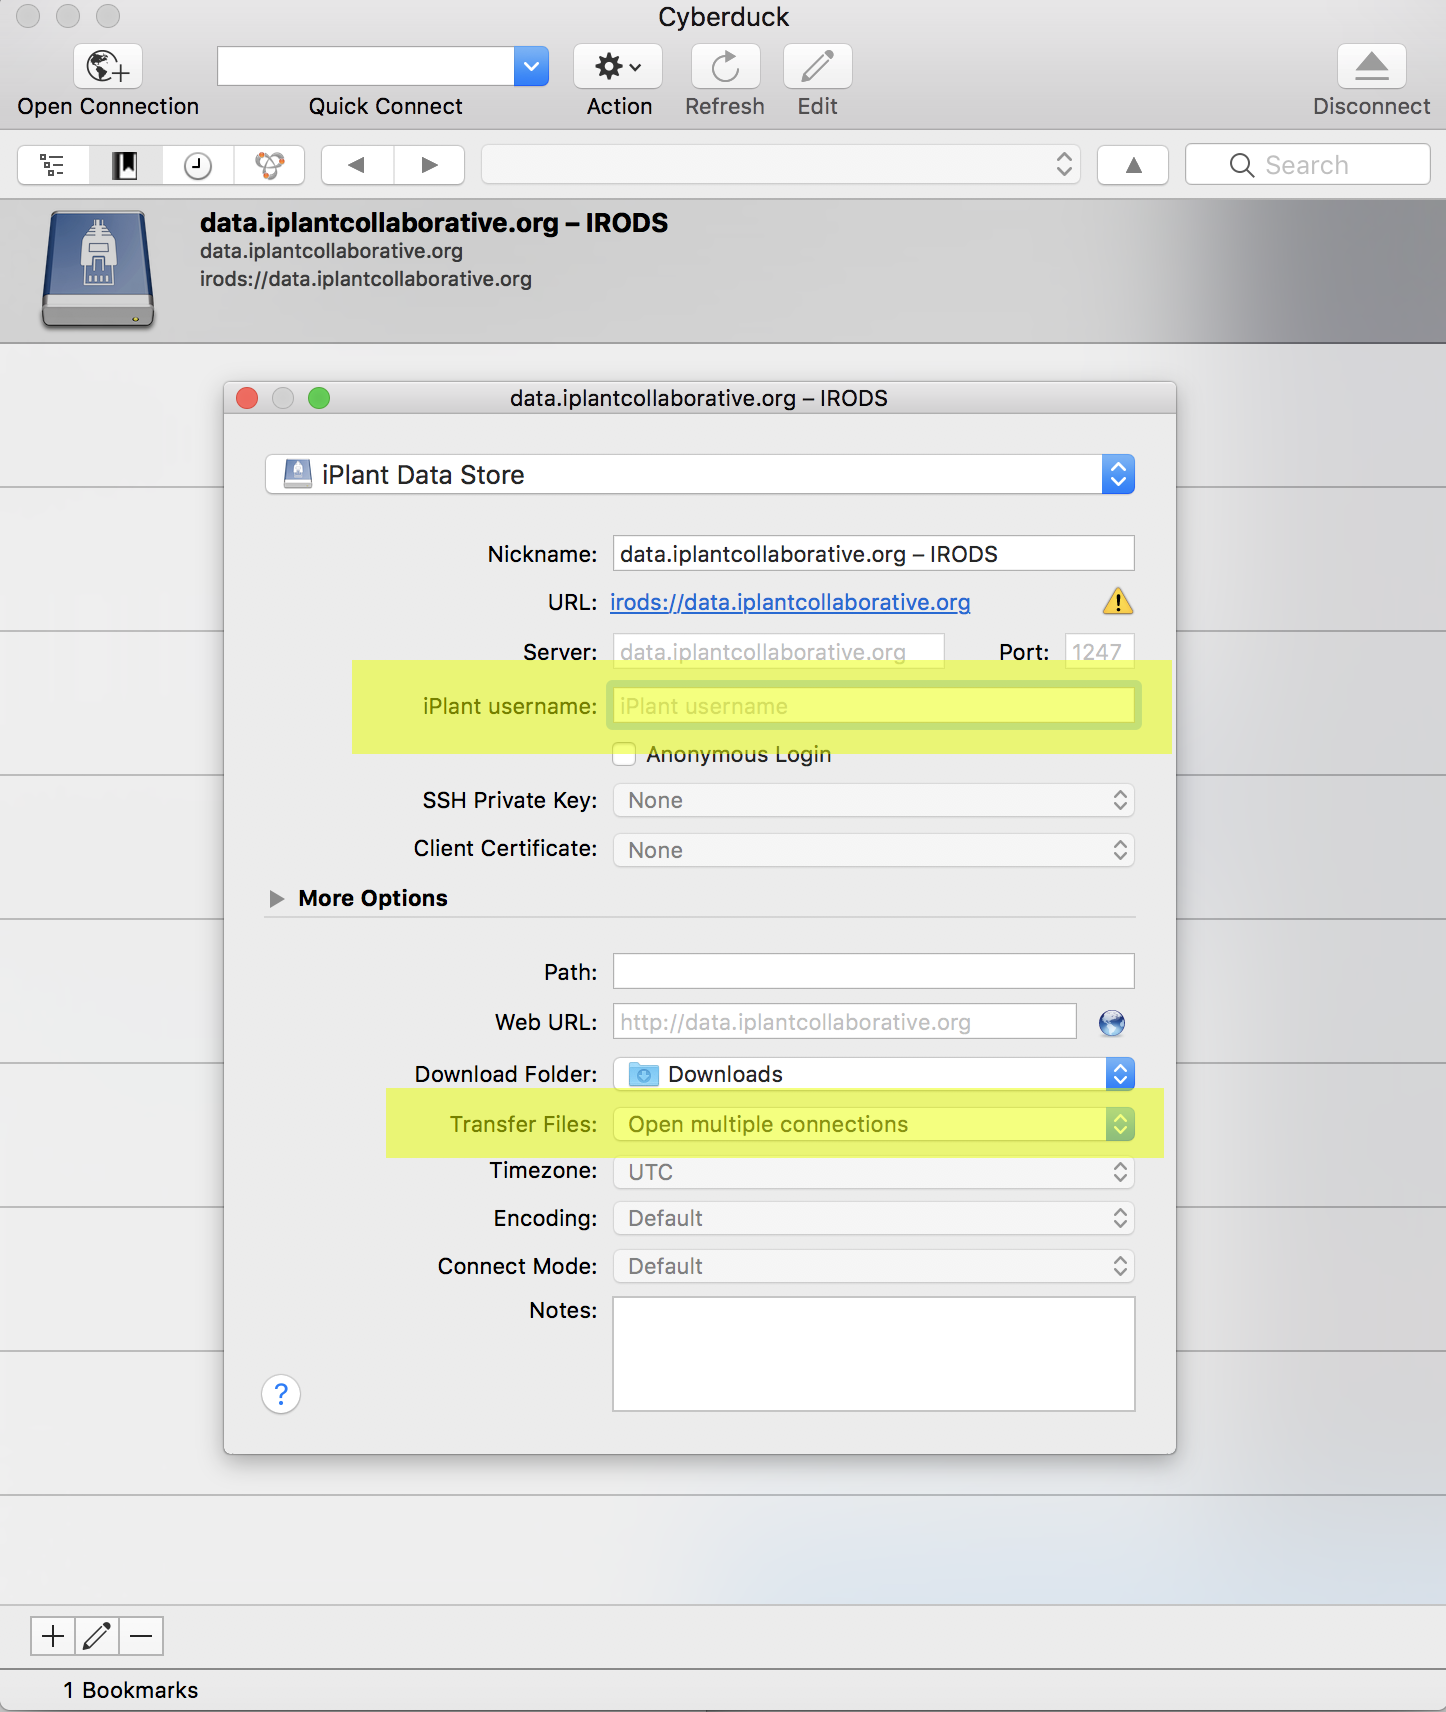 Cyberduck
Open Connection
Quick Connect
Action
Refresh
Edit
Disconnect
Search
data.iplantcollaborative.org – IRODS
data.iplantcollaborative.org
irods://data.iplantcollaborative.org
data.iplantcollaborative.org – IRODS
iPlant Data Store
Nickname: data.iplantcollaborative.org – IRODS
URL: irods://data.iplantcollaborative.org
Server: data.iplantcollaborative.org Port: 1247
iPlant username: iPlant username
Anonymous Login
SSH Private Key: None
Client Certificate: None
More Options
Path:
Web URL: http://data.iplantcollaborative.org
Download Folder: Downloads
Transfer Files: Open multiple connections
Timezone: UTC
Encoding: Default
Connect Mode: Default
Notes:
?
1 Bookmarks